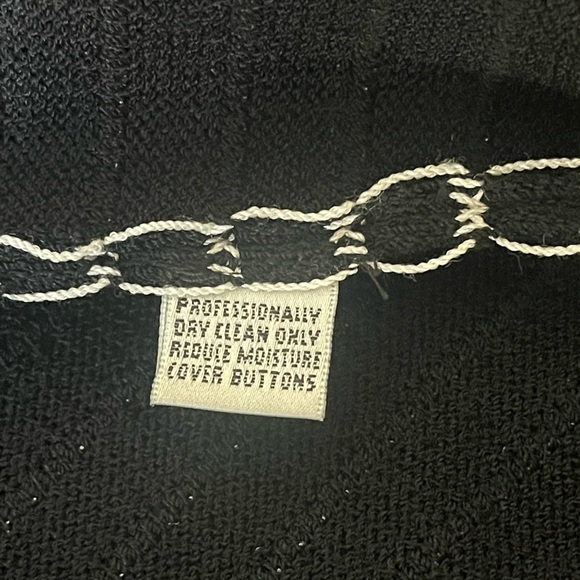 PROFESSIONALLY
DRY CLEAN ONLY
REDUCE MOISTURE
COVER BUTTONS